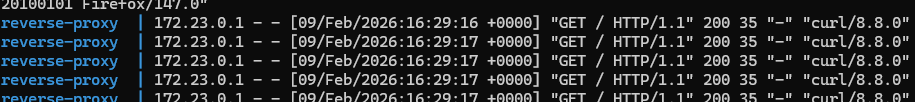 20100101 Firefox/147.0"
reverse-proxy | 172.23.0.1 - - [09/Feb/2026:16:29:16 +0000] "GET / HTTP/1.1" 200 35 "-" "curl/8.8.0"
reverse-proxy | 172.23.0.1 - - [09/Feb/2026:16:29:17 +0000] "GET / HTTP/1.1" 200 35 "-" "curl/8.8.0"
reverse-proxy | 172.23.0.1 - - [09/Feb/2026:16:29:17 +0000] "GET / HTTP/1.1" 200 35 "-" "curl/8.8.0"
reverse-proxy | 172.23.0.1 - - [09/Feb/2026:16:29:17 +0000] "GET / HTTP/1.1" 200 35 "-" "curl/8.8.0"
reverse-proxy | 172.23.0.1 - - [09/Feb/2026:16:29:17 +0000] "GET / HTTP/1.1" 200 35 "-" "curl/8.8.0"